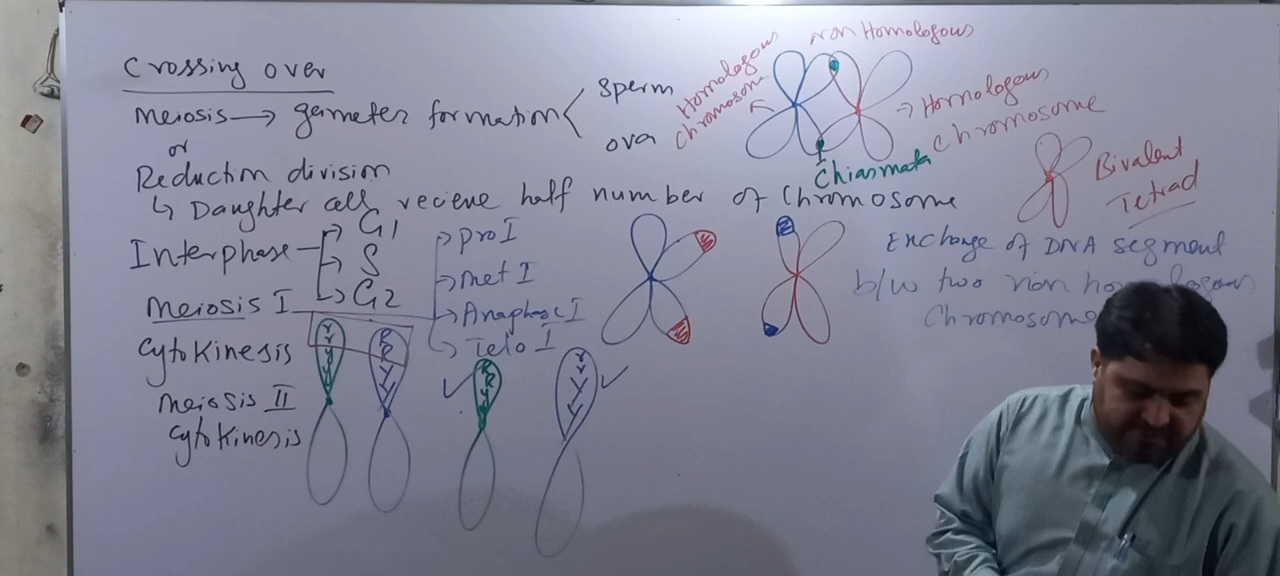 Crossing over
Meiosis → gametes formation < sperm
ova
or
Reduction division
↳ Daughter cells recieve half number of Chromosome
Interphase → G1
→ S
→ G2
Meiosis I → pro I
→ Met I
→ Anaphase I
→ Telo I
Cytokinesis
Meiosis II
Cytokinesis
Homologous
Chromosome
non Homologous
→ Homologous
Chromosome
Chiasmata
Bivalent
Tetrad
Exchange of DNA segment
b/w two non homologous
Chromosome